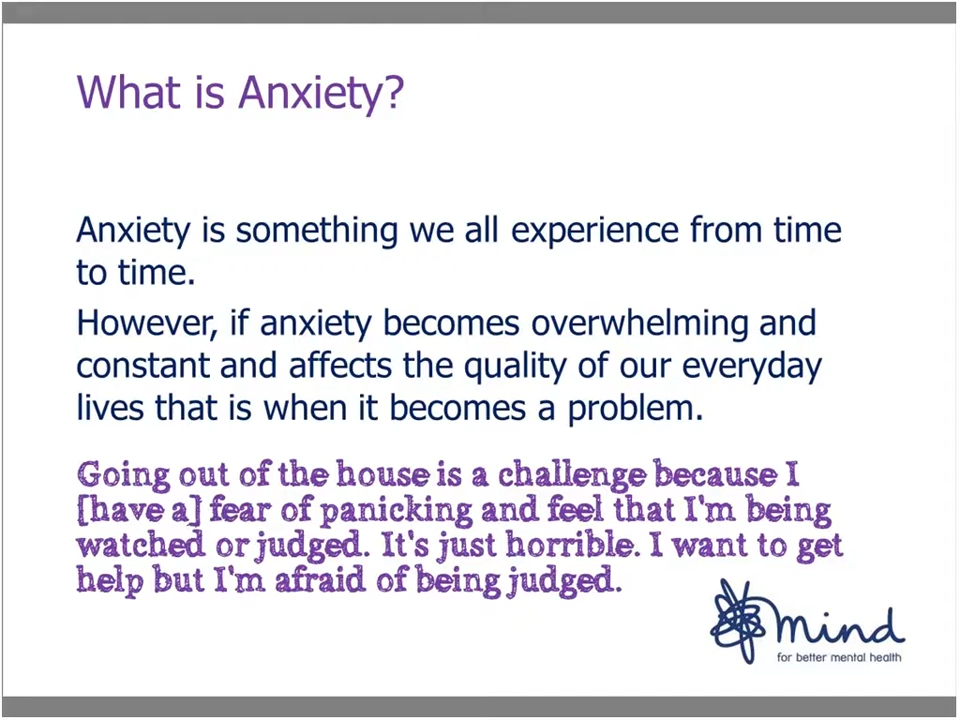 What is Anxiety?
Anxiety is something we all experience from time
to time.
However, if anxiety becomes overwhelming and
constant and affects the quality of our everyday
lives that is when it becomes a problem.
Going out of the house is a challenge because I
[have a] fear of panicking and feel that I'm being
watched or judged. It's just horrible. I want to get
help but I'm afraid of being judged.
mind
for better mental health